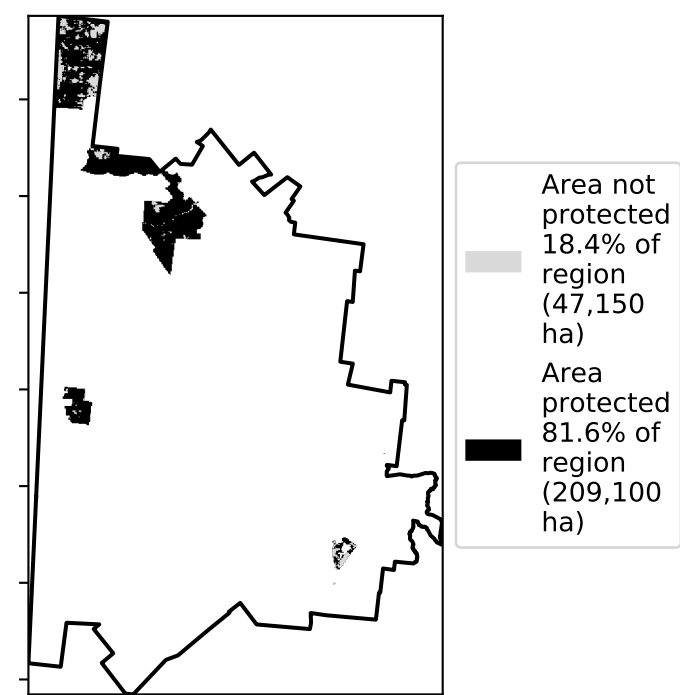 Area not
protected
18.4% of
region
(47,150
ha)
Area
protected
81.6% of
region
(209,100
ha)